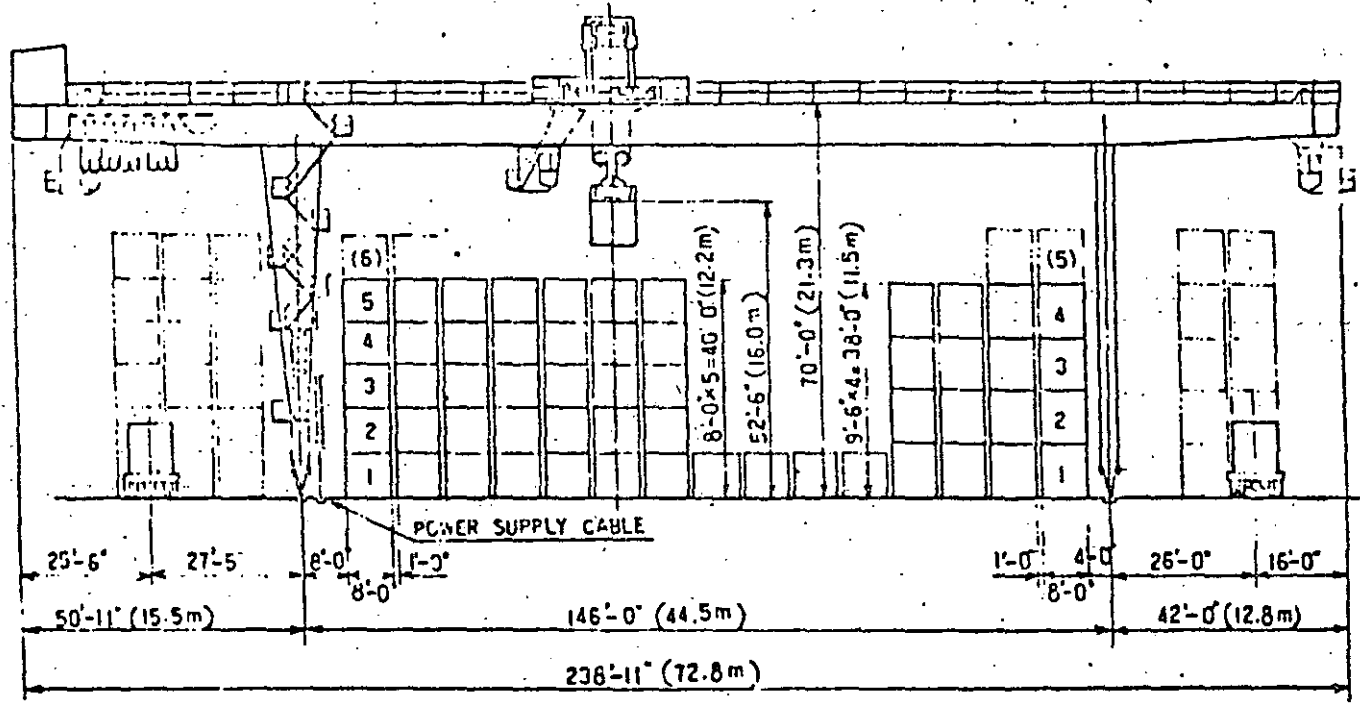 (6)
5
4
3
2
1
8'-0"×5=40'0"(12.2m)
52'-6" (16.0m)
70'-0" (21.3m)
9'-6"×4=38'-0"(11.5m)
(5)
4
3
2
1
POWER SUPPLY CABLE
27'-5
8'-0
1'-0"
8'-0"
1'-0"
4'-0"
8'-0"
26'-0"
16'-0"
50'-11" (15.5m)
146'-0" (44.5m)
42'-0" (12.8m)
238'-11" (72.8m)